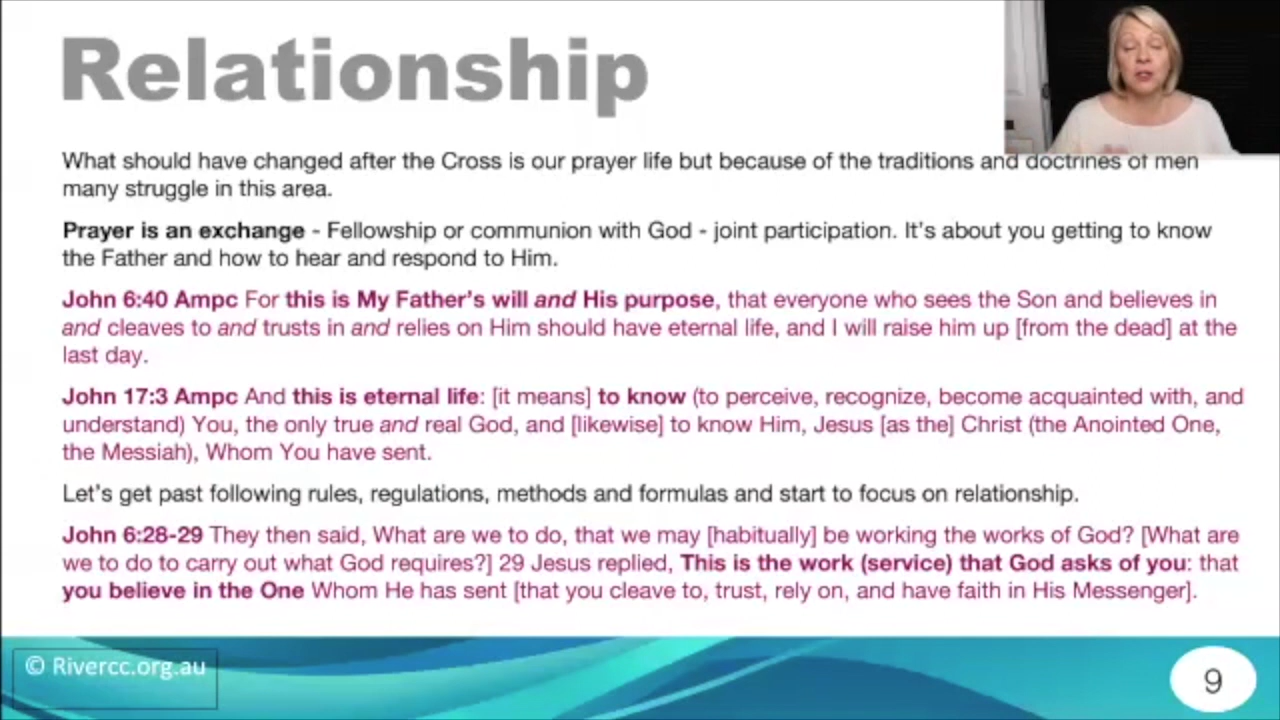 Relationship
What should have changed after the Cross is our prayer life but because of the traditions and doctrines of men
many struggle in this area.
Prayer is an exchange - Fellowship or communion with God - joint participation. It's about you getting to know
the Father and how to hear and respond to Him.
John 6:40 Ampc For this is My Father's will and His purpose, that everyone who sees the Son and believes in
and cleaves to and trusts in and relies on Him should have eternal life, and I will raise him up [from the dead] at the
last day.
John 17:3 Ampc And this is eternal life: [it means] to know (to perceive, recognize, become acquainted with, and
understand) You, the only true and real God, and [likewise] to know Him, Jesus [as the] Christ (the Anointed One,
the Messiah), Whom You have sent.
Let's get past following rules, regulations, methods and formulas and start to focus on relationship.
John 6:28-29 They then said, What are we to do, that we may [habitually] be working the works of God? [What are
we to do to carry out what God requires?] 29 Jesus replied, This is the work (service) that God asks of you: that
you believe in the One Whom He has sent [that you cleave to, trust, rely on, and have faith in His Messenger].
© Rivercc.org.au
9